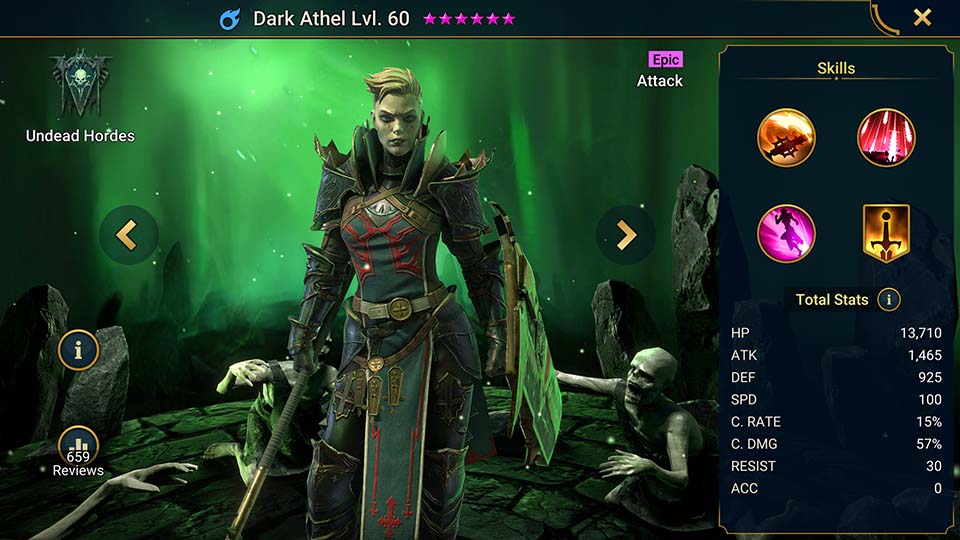 Dark Athel Lvl. 60
Undead Hordes
Epic
Attack
659
Reviews
Skills
Total Stats
HP 13,710
ATK 1,465
DEF 925
SPD 100
C. RATE 15%
C. DMG 57%
RESIST 30
ACC 0